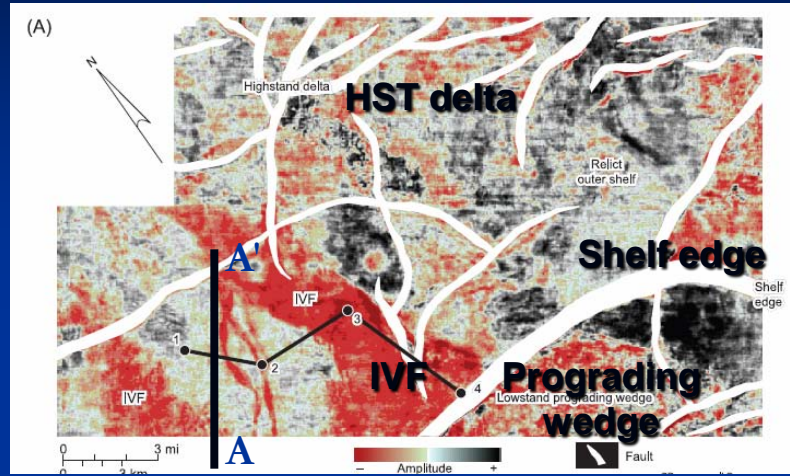 (A)
N
Highstand delta
HST delta
Relict
outer shelf
Shelf edge
Shelf
edge
A'
IVF
3
1
2
IVF
IVF
4
Prograding
Lowstand prograding wedge
wedge
A
0
3 mi
3 km
–
Amplitude
+
Fault